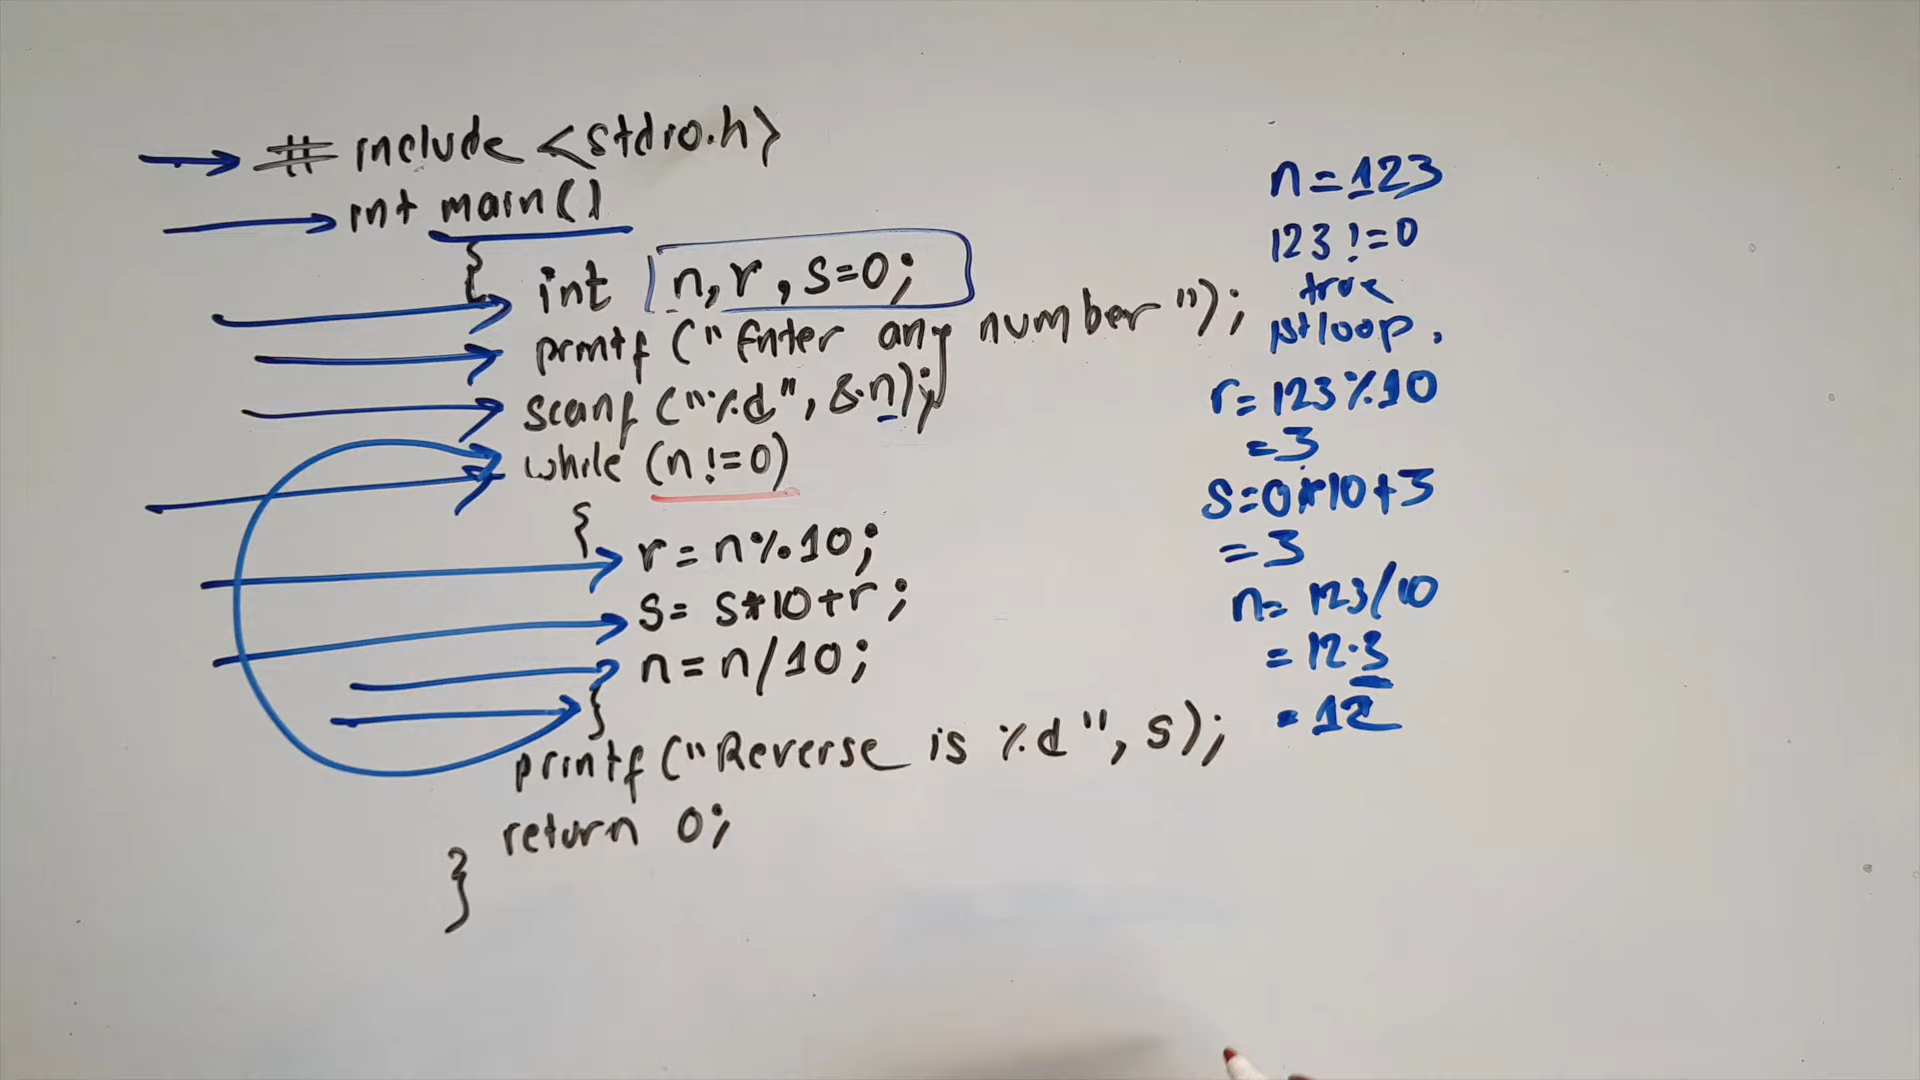 # include <stdio.h>
int main()
{
int n, r, s=0;
printf ("Enter any number");
scanf ("%d", &n);
while (n!=0)
{
r = n%10;
s = s*10+r;
n = n/10;
}
printf ("Reverse is %d", s);
return 0;
}
n = 123
123 != 0
true
1st loop,
r = 123%10
= 3
s = 0*10+3
= 3
n = 123/10
= 12.3
= 12